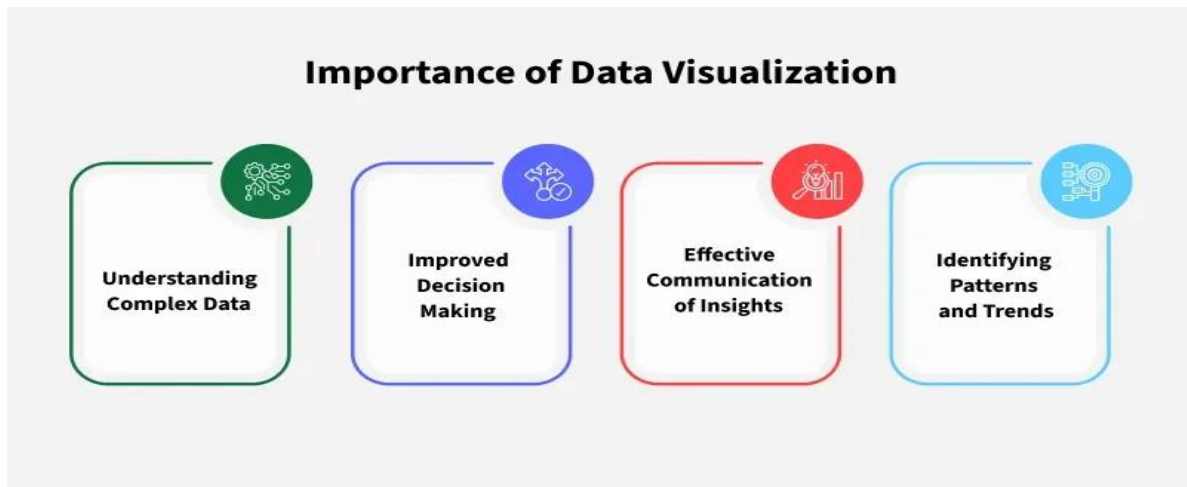 Importance of Data Visualization
Understanding
Complex Data
Improved
Decision
Making
Effective
Communication
of Insights
Identifying
Patterns
and Trends